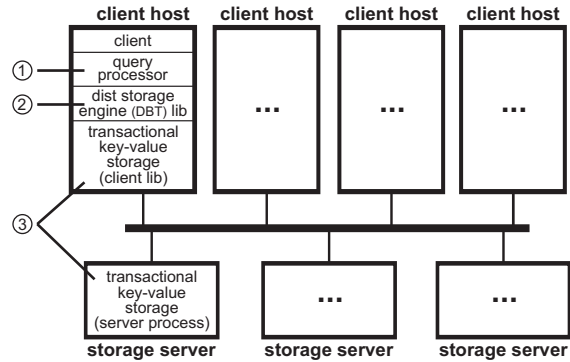 client host client host client host client host
client
① query
processor
② dist storage
engine (DBT) lib
transactional
key-value
storage
(client lib)
... ... ...
③
transactional
key-value
storage
(server process)
... ...
storage server storage server storage server